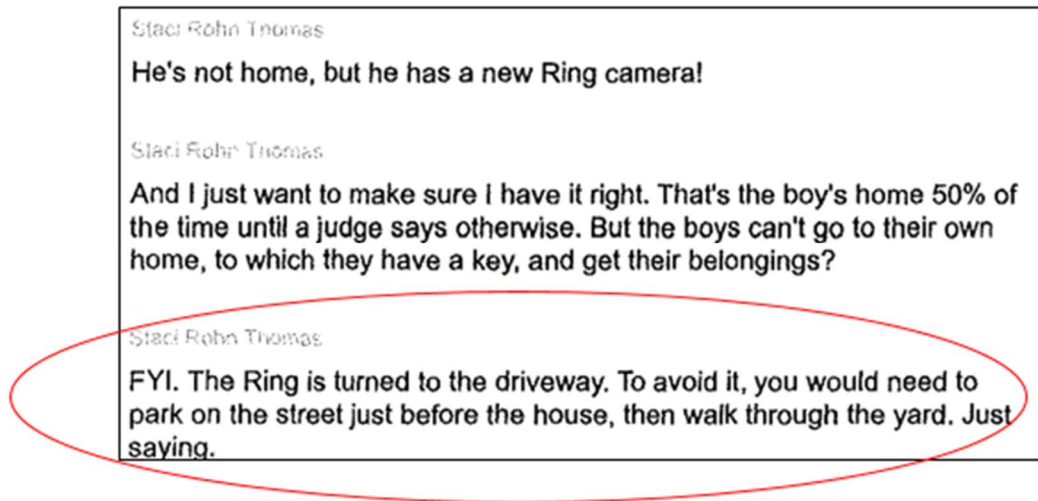 Staci Rohn Thomas
He's not home, but he has a new Ring camera!
Staci Rohn Thomas
And I just want to make sure I have it right. That's the boy's home 50% of
the time until a judge says otherwise. But the boys can't go to their own
home, to which they have a key, and get their belongings?
Staci Rohn Thomas
FYI. The Ring is turned to the driveway. To avoid it, you would need to
park on the street just before the house, then walk through the yard. Just
saying.